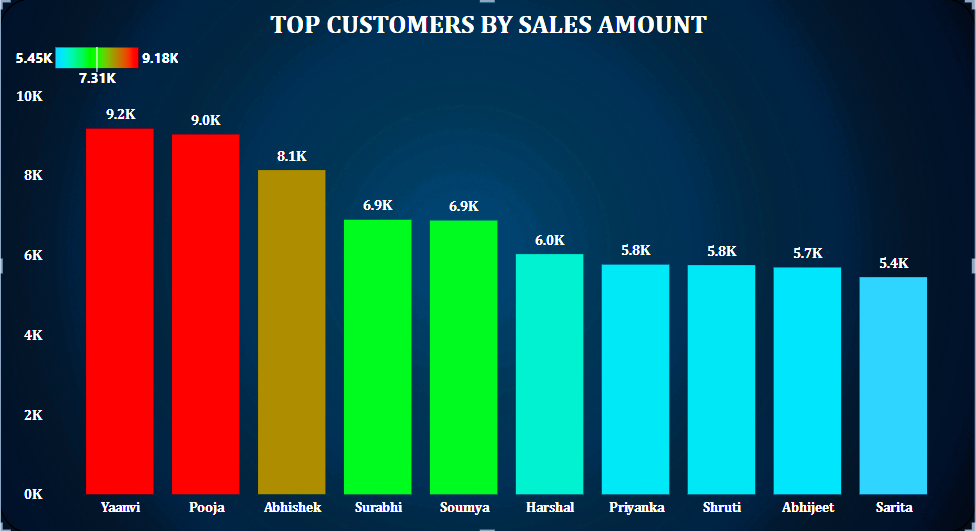 TOP CUSTOMERS BY SALES AMOUNT
5.45K 9.18K
7.31K
10K
8K
6K
4K
2K
0K
9.2K 9.0K 8.1K 6.9K 6.9K 6.0K 5.8K 5.8K 5.7K 5.4K
Yaanvi Pooja Abhishek Surabhi Soumya Harshal Priyanka Shruti Abhijeet Sarita